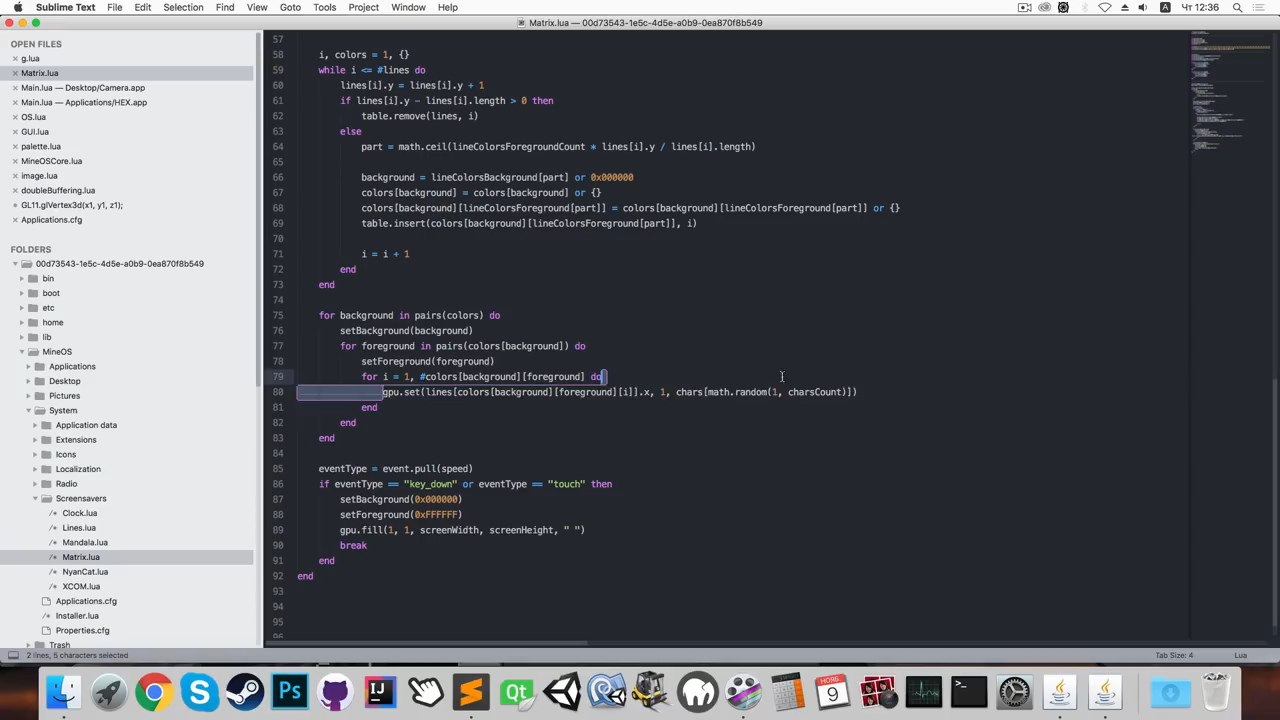 Sublime Text File Edit Selection Find View Goto Tools Project Window Help
Чт 12:36
Matrix.lua — 00d73543-1e5c-4d5e-a0b9-0ea870f8b549
OPEN FILES
g.lua
Matrix.lua
Main.lua — Desktop/Camera.app
Main.lua — Applications/HEX.app
OS.lua
GUI.lua
palette.lua
MineOSCore.lua
image.lua
doubleBuffering.lua
GL11.glVertex3d(x1, y1, z1);
Applications.cfg
FOLDERS
00d73543-1e5c-4d5e-a0b9-0ea870f8b549
bin
boot
etc
home
lib
MineOS
Applications
Desktop
Pictures
System
Application data
Extensions
Icons
Localization
Radio
Screensavers
Clock.lua
Lines.lua
Mandala.lua
Matrix.lua
NyanCat.lua
XCOM.lua
Applications.cfg
Installer.lua
Properties.cfg
Trash
57
58 i, colors = 1, {}
59 while i <= #lines do
60 lines[i].y = lines[i].y + 1
61 if lines[i].y - lines[i].length > 0 then
62 table.remove(lines, i)
63 else
64 part = math.ceil(lineColorsForegroundCount * lines[i].y / lines[i].length)
65
66 background = lineColorsBackground[part] or 0x000000
67 colors[background] = colors[background] or {}
68 colors[background][lineColorsForeground[part]] = colors[background][lineColorsForeground[part]] or {}
69 table.insert(colors[background][lineColorsForeground[part]], i)
70
71 i = i + 1
72 end
73 end
74
75 for background in pairs(colors) do
76 setBackground(background)
77 for foreground in pairs(colors[background]) do
78 setForeground(foreground)
79 for i = 1, #colors[background][foreground] do
80 gpu.set(lines[colors[background][foreground][i]].x, 1, chars[math.random(1, charsCount)])
81 end
82 end
83 end
84
85 eventType = event.pull(speed)
86 if eventType == "key_down" or eventType == "touch" then
87 setBackground(0x000000)
88 setForeground(0xFFFFFF)
89 gpu.fill(1, 1, screenWidth, screenHeight, " ")
90 break
91 end
92 end
93
94
95
96
2 lines, 5 characters selected
Tab Size: 4
Lua